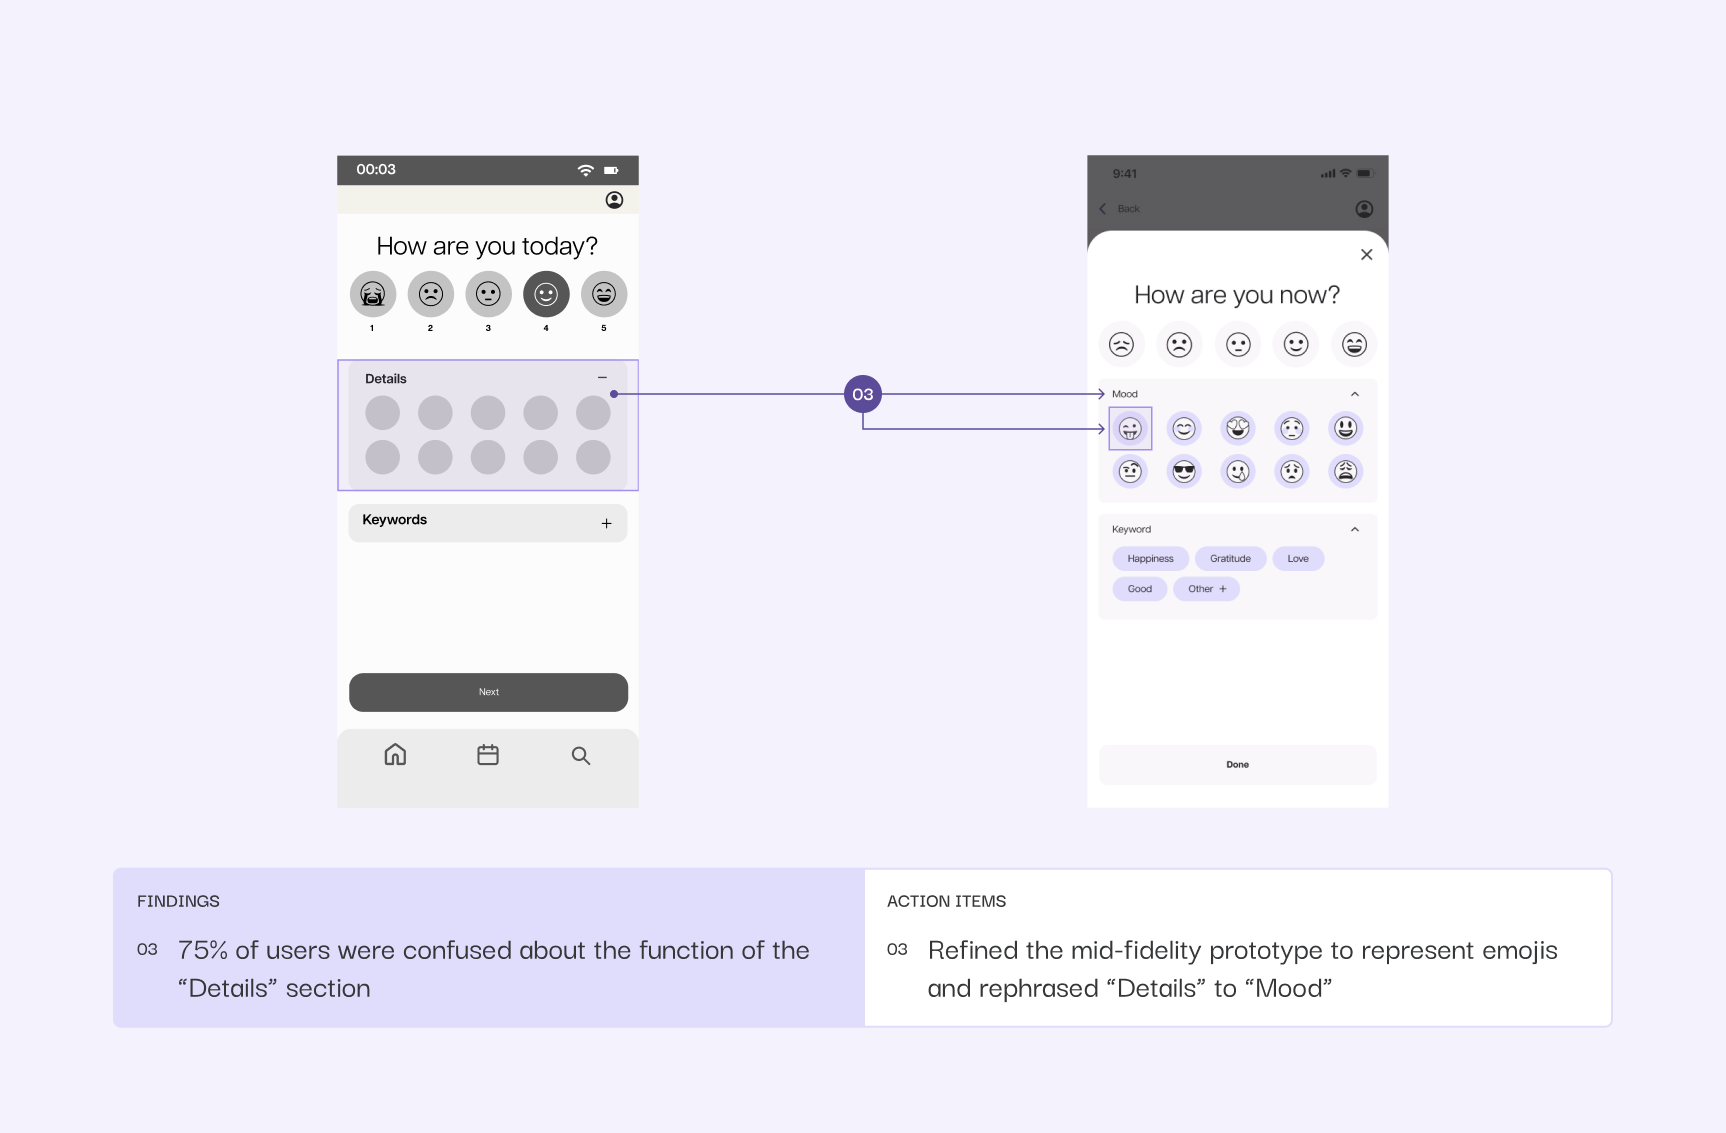 00:03
How are you today?
1 2 3 4 5
Details
Keywords
Next
03
9:41
Back
How are you now?
Mood
Keyword
Happiness Gratitude Love
Good Other +
Done
FINDINGS
03 75% of users were confused about the function of the
“Details” section
ACTION ITEMS
03 Refined the mid-fidelity prototype to represent emojis
and rephrased “Details” to “Mood”